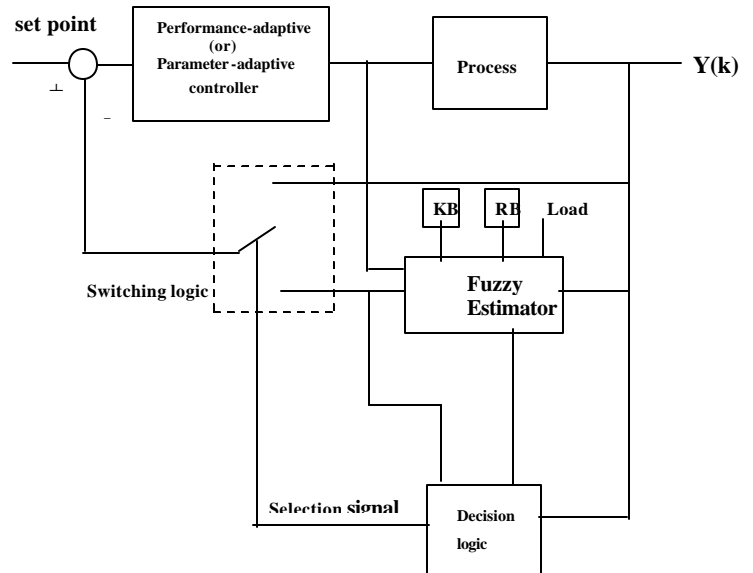 set point
Performance-adaptive
(or)
Parameter-adaptive
controller
Process
Y(k)
KB
RB
Load
Switching logic
Fuzzy
Estimator
Selection signal
Decision
logic